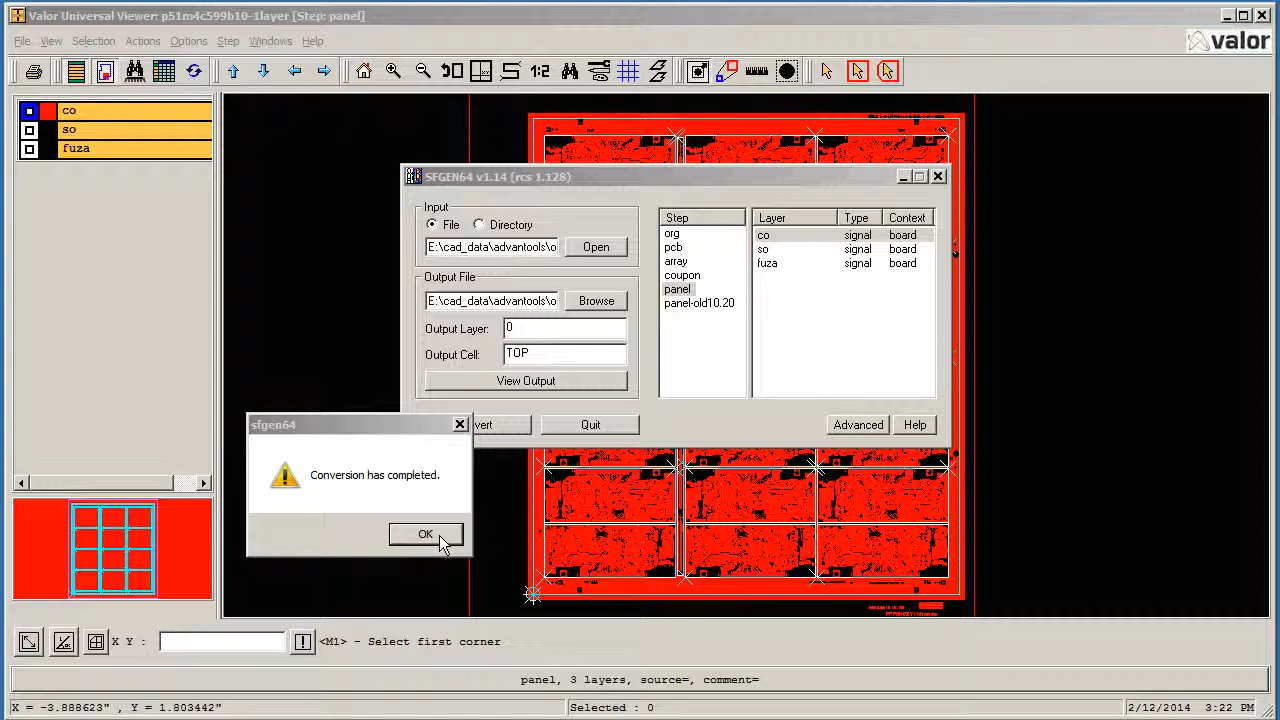 Valor Universal Viewer: p51m4c599b10-1layer [Step: panel]
File View Selection Actions Options Step Windows Help
valor
1:2
co
so
fuza
SFGEN64 v1.14 (rcs 1.128)
Input
File Directory
E:\cad_data\advantools\o Open
Output File
E:\cad_data\advantools\o Browse
Output Layer: 0
Output Cell: TOP
View Output
Step
org
pcb
array
coupon
panel
panel-old10.20
Layer Type Context
co signal board
so signal board
fuza signal board
vert Quit Advanced Help
sfgen64
Conversion has completed.
OK
X Y : <M1> - Select first corner
panel, 3 layers, source=, comment=
X = -3.888623" , Y = 1.803442" Selected : 0 2/12/2014 3:22 PM